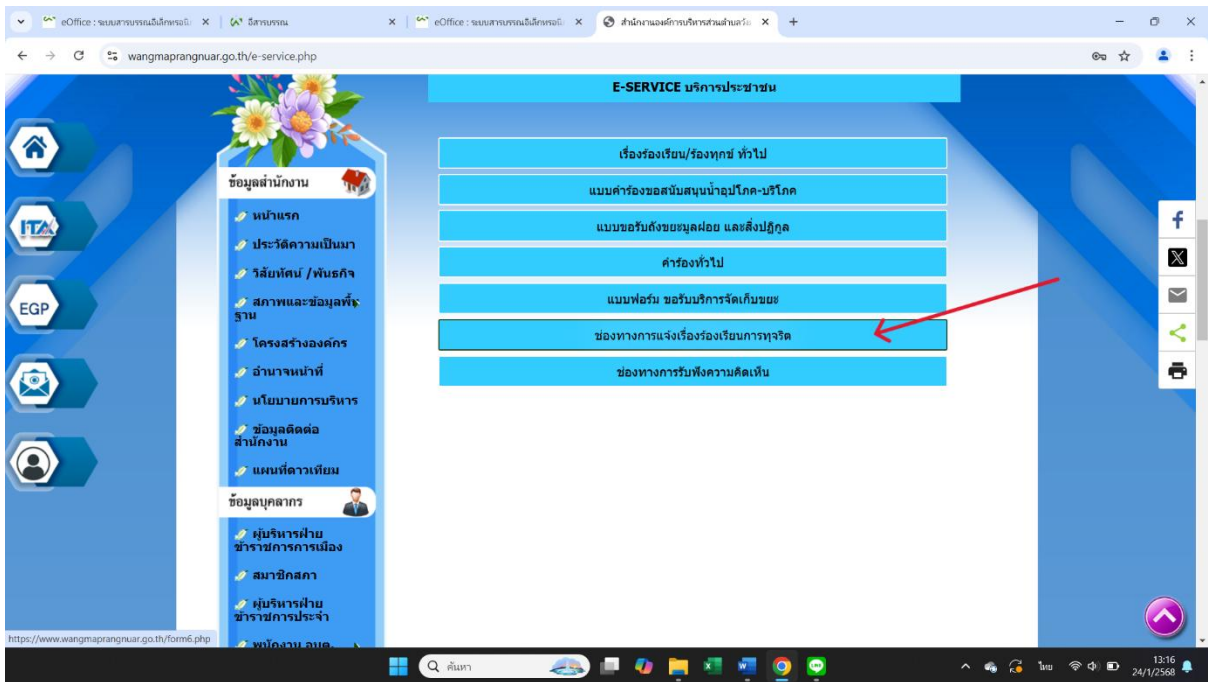 eOffice : ระบบสารบรรณอิเล็กทรอนิ
อีสารบรรณ
eOffice : ระบบสารบรรณอิเล็กทรอนิ
สำนักงานองค์การบริหารส่วนตำบลวัง
wangmaprangnuar.go.th/e-service.php
E-SERVICE บริการประชาชน
เรื่องร้องเรียน/ร้องทุกข์ ทั่วไป
แบบคำร้องขอสนับสนุนน้ำอุปโภค-บริโภค
แบบขอรับถังขยะมูลฝอย และสิ่งปฏิกูล
คำร้องทั่วไป
แบบฟอร์ม ขอรับบริการจัดเก็บขยะ
ช่องทางการแจ้งเรื่องร้องเรียนการทุจริต
ช่องทางการรับฟังความคิดเห็น
ITA
EGP
ข้อมูลสำนักงาน
หน้าแรก
ประวัติความเป็นมา
วิสัยทัศน์ /พันธกิจ
สภาพและข้อมูลพื้น
ฐาน
โครงสร้างองค์กร
อำนาจหน้าที่
นโยบายการบริหาร
ข้อมูลติดต่อ
สำนักงาน
แผนที่ดาวเทียม
ข้อมูลบุคลากร
ผู้บริหารฝ่าย
ข้าราชการการเมือง
สมาชิกสภา
ผู้บริหารฝ่าย
ข้าราชการประจำ
พนักงาน อบต.
https://www.wangmaprangnuar.go.th/form6.php
ค้นหา
ไทย
13:16
24/1/2568